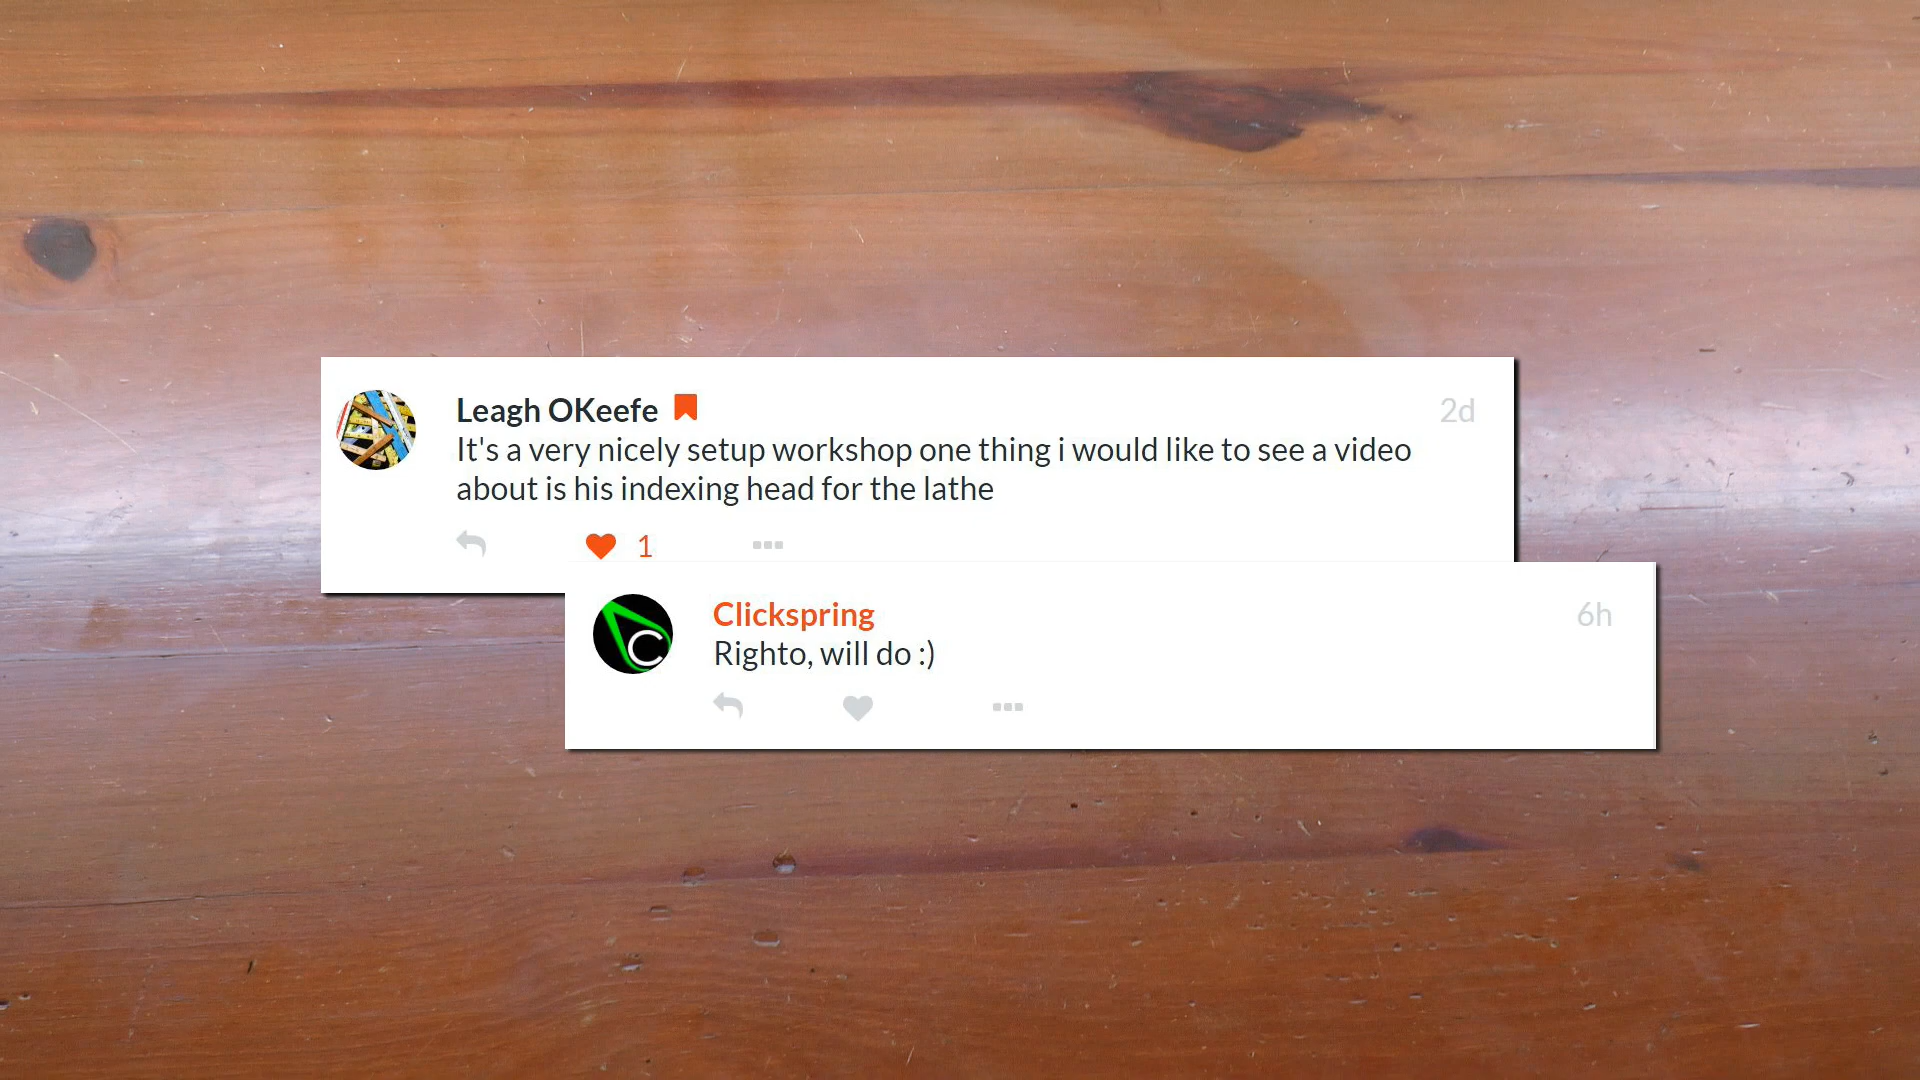 Leagh OKeefe
2d
It's a very nicely setup workshop one thing i would like to see a video
about is his indexing head for the lathe
1
Clickspring
6h
Righto, will do :)
C